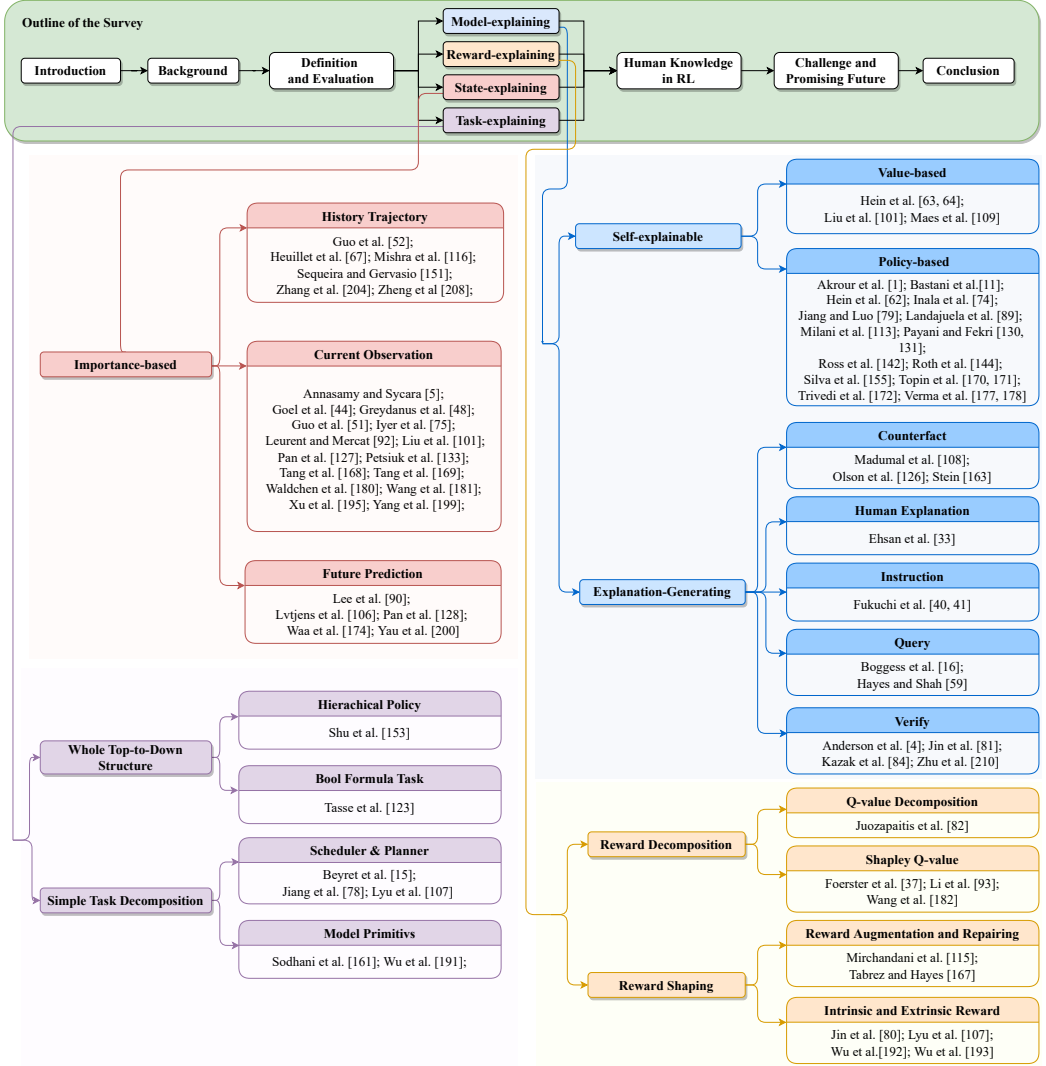 Outline of the Survey
Introduction
Background
Definition
and Evaluation
Model-explaining
Reward-explaining
State-explaining
Task-explaining
Human Knowledge
in RL
Challenge and
Promising Future
Conclusion
Importance-based
History Trajectory
Guo et al. [52];
Heuillet et al. [67]; Mishra et al. [116];
Sequeira and Gervasio [151];
Zhang et al. [204]; Zheng et al [208];
Current Observation
Annasamy and Sycara [5];
Goel et al. [44]; Greydanus et al. [48];
Guo et al. [51]; Iyer et al. [75];
Leurent and Mercat [92]; Liu et al. [101];
Pan et al. [127]; Petsiuk et al. [133];
Tang et al. [168]; Tang et al. [169];
Waldchen et al. [180]; Wang et al. [181];
Xu et al. [195]; Yang et al. [199];
Future Prediction
Lee et al. [90];
Lvtjens et al. [106]; Pan et al. [128];
Waa et al. [174]; Yau et al. [200]
Whole Top-to-Down
Structure
Hierachical Policy
Shu et al. [153]
Bool Formula Task
Tasse et al. [123]
Simple Task Decomposition
Scheduler & Planner
Beyret et al. [15];
Jiang et al. [78]; Lyu et al. [107]
Model Primitivs
Sodhani et al. [161]; Wu et al. [191];
Self-explainable
Value-based
Hein et al. [63, 64];
Liu et al. [101]; Maes et al. [109]
Policy-based
Akrour et al. [1]; Bastani et al.[11];
Hein et al. [62]; Inala et al. [74];
Jiang and Luo [79]; Landajuela et al. [89];
Milani et al. [113]; Payani and Fekri [130,
131];
Ross et al. [142]; Roth et al. [144];
Silva et al. [155]; Topin et al. [170, 171];
Trivedi et al. [172]; Verma et al. [177, 178]
Explanation-Generating
Counterfact
Madumal et al. [108];
Olson et al. [126]; Stein [163]
Human Explanation
Ehsan et al. [33]
Instruction
Fukuchi et al. [40, 41]
Query
Boggess et al. [16];
Hayes and Shah [59]
Verify
Anderson et al. [4]; Jin et al. [81];
Kazak et al. [84]; Zhu et al. [210]
Reward Decomposition
Q-value Decomposition
Juozapaitis et al. [82]
Shapley Q-value
Foerster et al. [37]; Li et al. [93];
Wang et al. [182]
Reward Shaping
Reward Augmentation and Repairing
Mirchandani et al. [115];
Tabrez and Hayes [167]
Intrinsic and Extrinsic Reward
Jin et al. [80]; Lyu et al. [107];
Wu et al.[192]; Wu et al. [193]